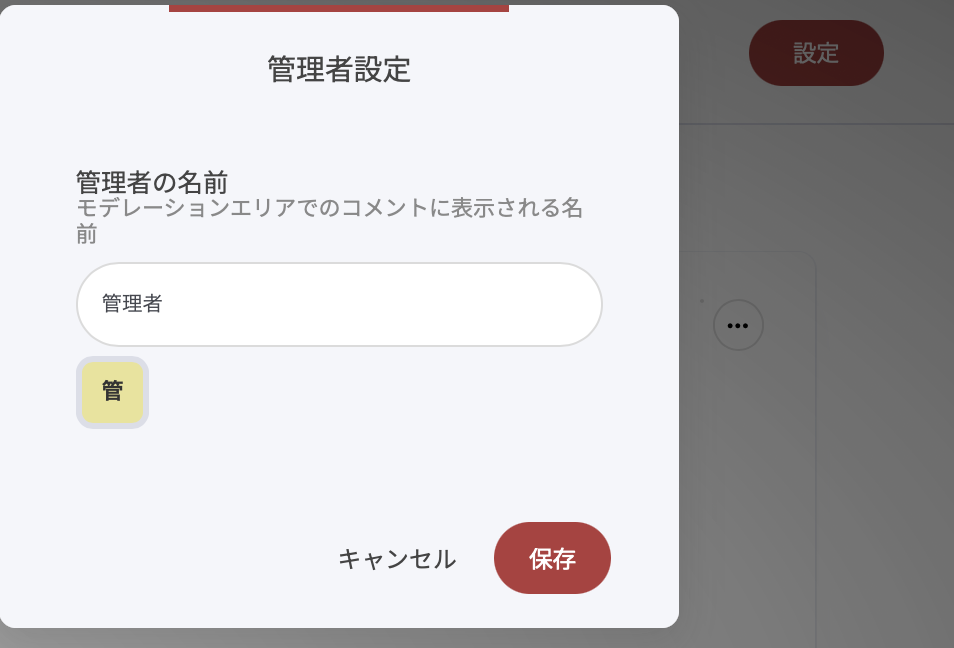 管理者設定
設定
管理者の名前
モデレーションエリアでのコメントに表示される名
前
管理者
管
キャンセル
保存